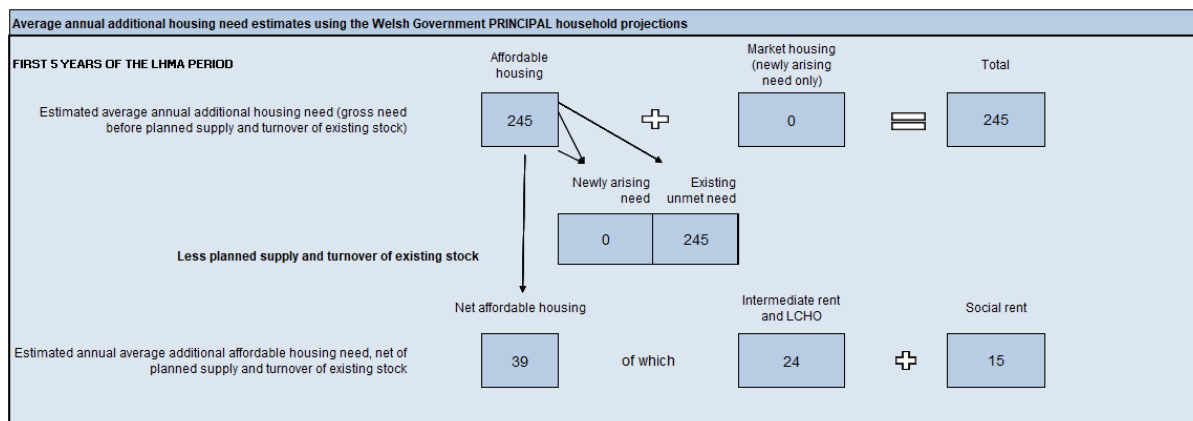 Average annual additional housing need estimates using the Welsh Government PRINCIPAL household projections
FIRST 5 YEARS OF THE LHMA PERIOD
Affordable
housing
Market housing
(newly arising
need only)
Total
Estimated average annual additional housing need (gross need
before planned supply and turnover of existing stock)
245
0
245
Newly arising
need
Existing
unmet need
0
245
Less planned supply and turnover of existing stock
Net affordable housing
Intermediate rent
and LCHO
Social rent
Estimated annual average additional affordable housing need, net of
planned supply and turnover of existing stock
39
of which
24
15